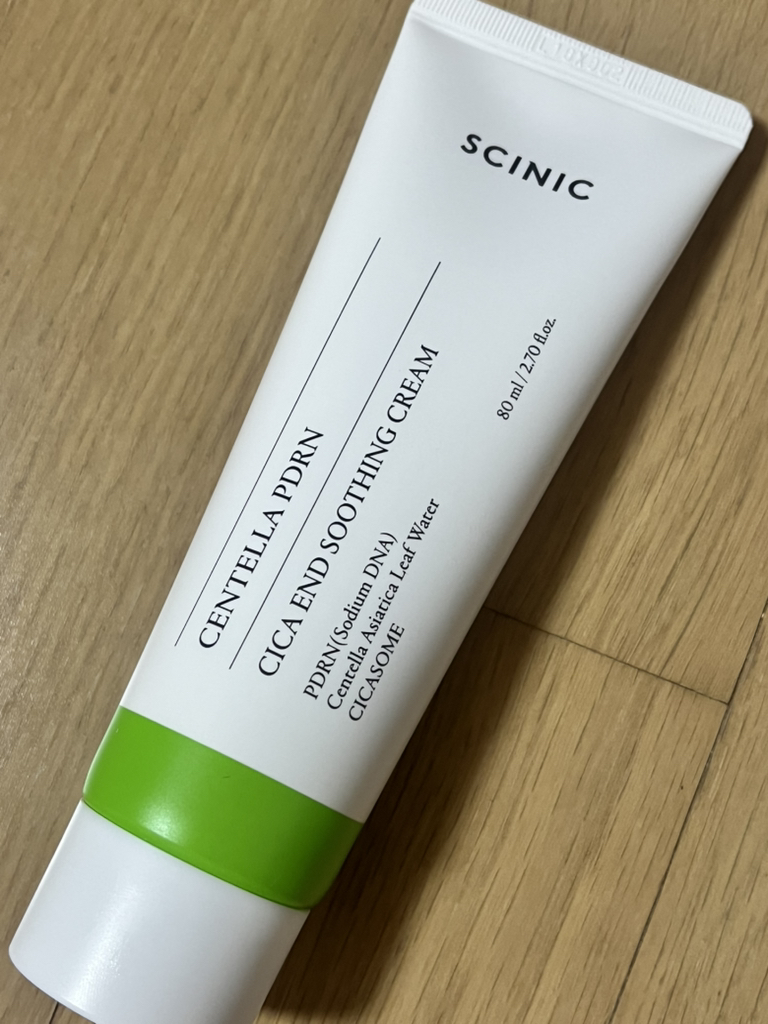 SCINIC
CENTELLA PDRN
CICA END SOOTHING CREAM
80 ml / 2.70 fl.oz.
PDRN(Sodium DNA)
Centella Asiatica Leaf Water
CICASOME